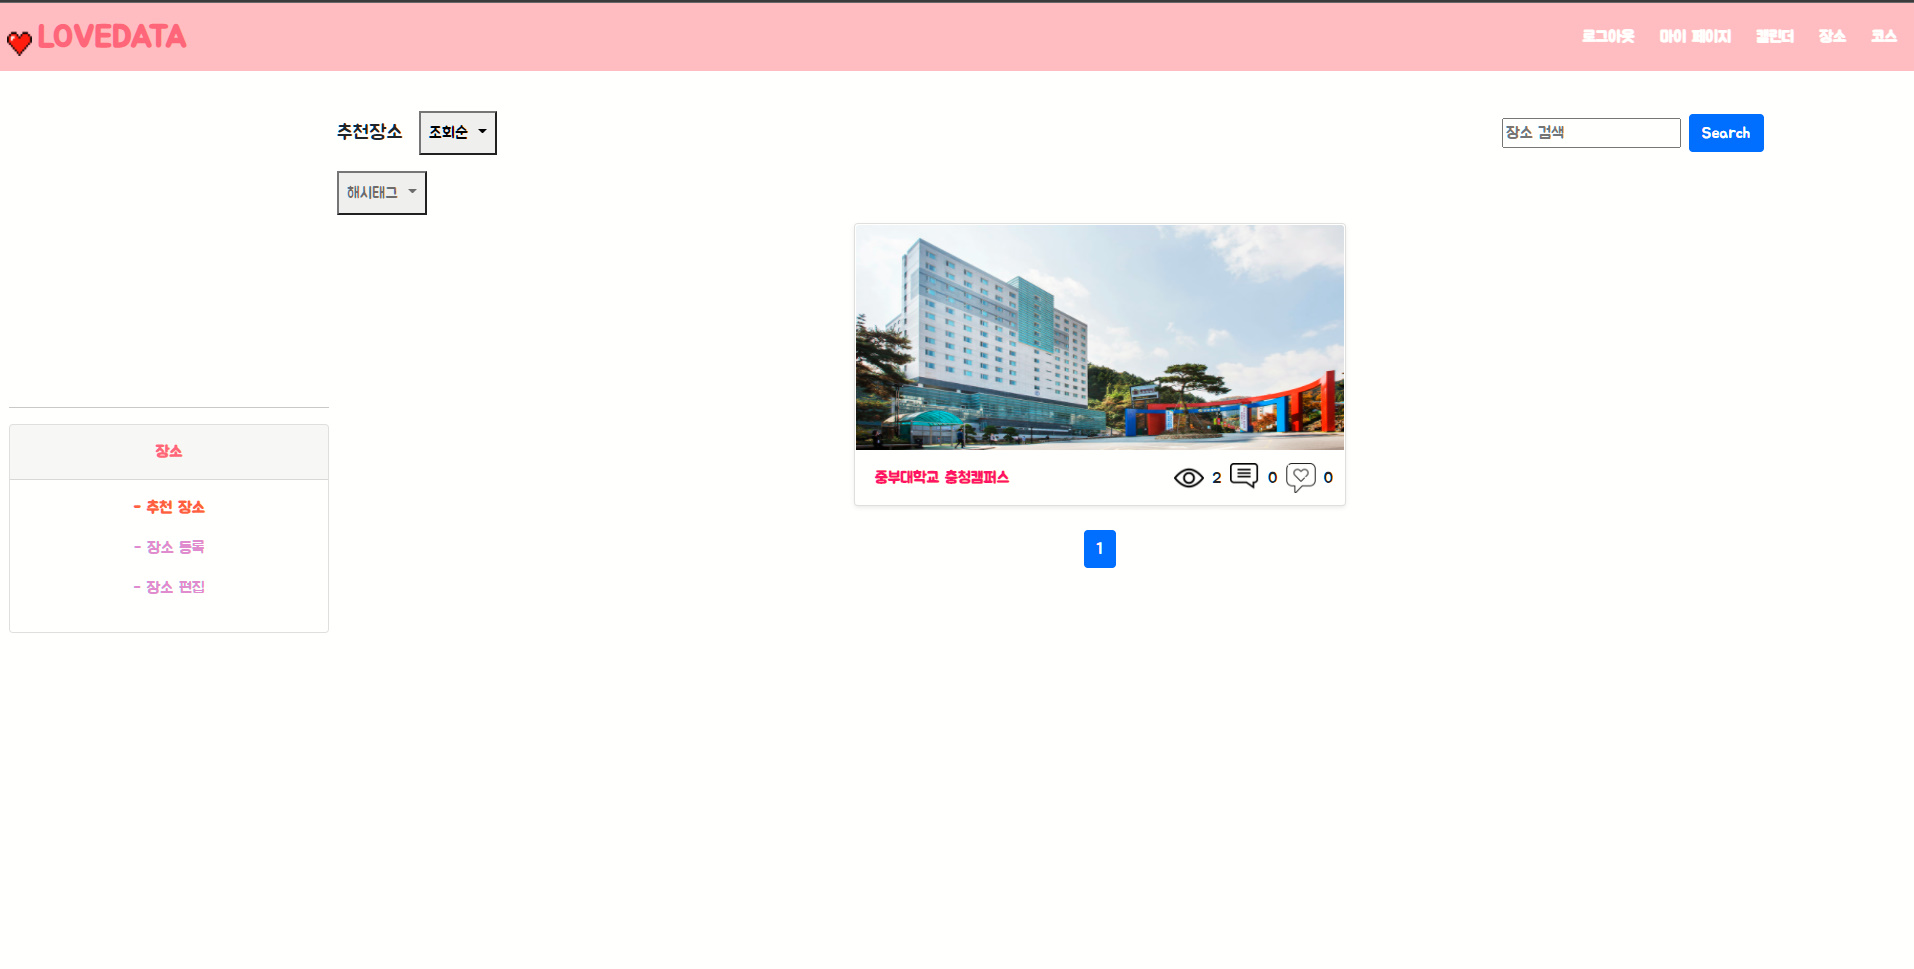 LOVEDATA
로그아웃 마이 페이지 캘린더 장소 코스
추천장소 조회순 장소 검색 Search
해시태그
중부대학교 충청캠퍼스 2 0 0
1
장소
- 추천 장소
- 장소 등록
- 장소 편집